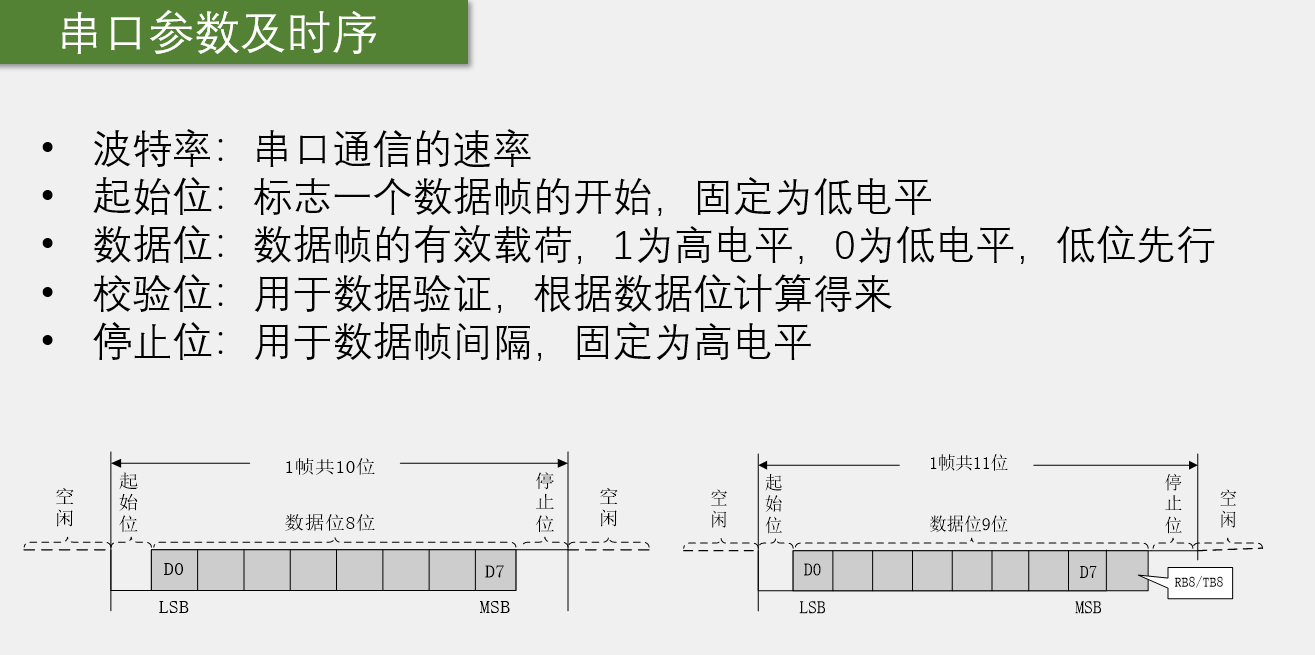 串口参数及时序
• 波特率：串口通信的速率
• 起始位：标志一个数据帧的开始，固定为低电平
• 数据位：数据帧的有效载荷，1为高电平，0为低电平，低位先行
• 校验位：用于数据验证，根据数据位计算得来
• 停止位：用于数据帧间隔，固定为高电平
1帧共10位
空闲
起始位
数据位8位
停止位
空闲
D0
D7
LSB
MSB
1帧共11位
空闲
起始位
数据位9位
停止位
空闲
D0
D7
RB8/TB8
LSB
MSB